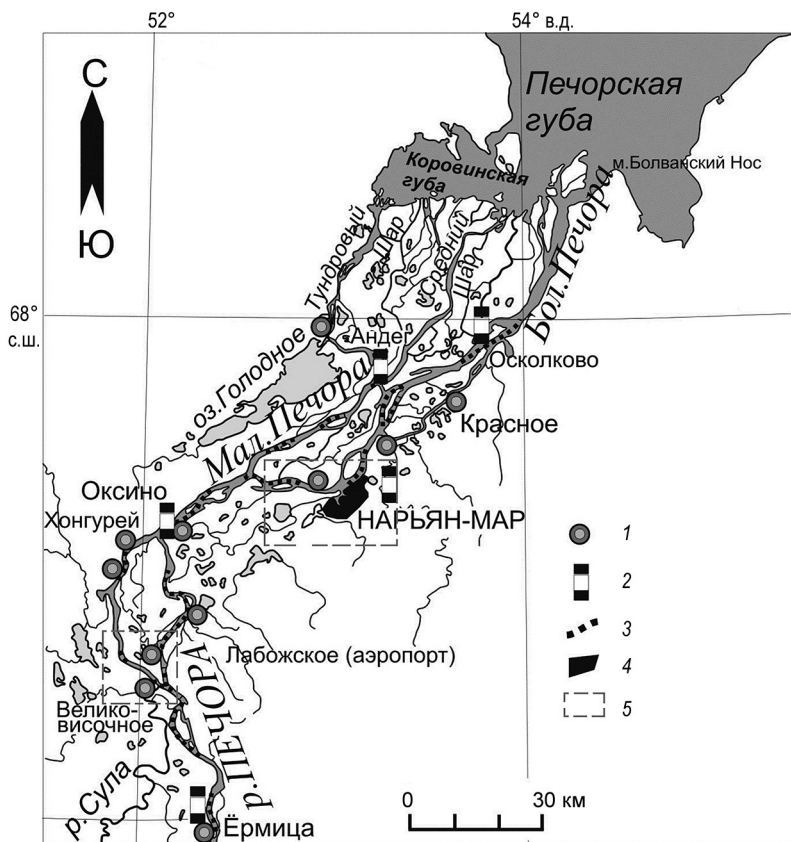 52°
54° в.д.
С
Ю
Печорская
губа
Коровинская
губа
м.Болванский Нос
Тундровый
Шар
Средний
Шар
Бол.Печора
68°
с.ш.
Андег
Осколково
оз.Голодное
Мал.Печора
Красное
Оксино
Хонгурей
НАРЬЯН-МАР
1
2
3
4
5
Лабожское (аэропорт)
Велико-
височное
р.ПЕЧОРА
р. Сула
Ёрмица
0
30 км